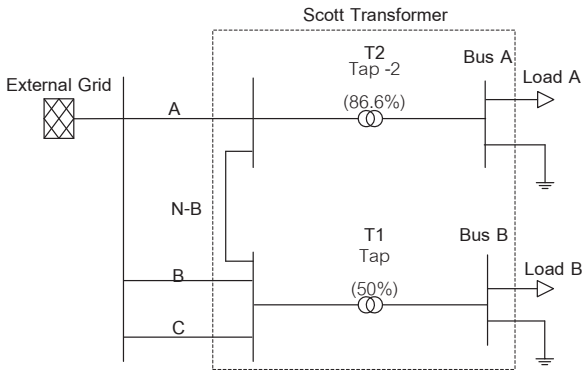 Scott Transformer
External Grid
A
T2
Tap -2
(86.6%)
Bus A
Load A
N-B
B
C
T1
Tap
(50%)
Bus B
Load B